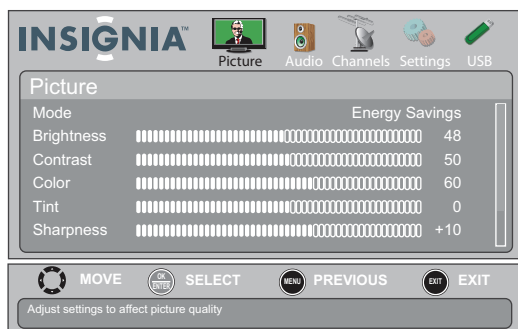 INSIGNIA™
Picture Audio Channels Settings USB
Picture
Mode Energy Savings
Brightness 48
Contrast 50
Color 60
Tint 0
Sharpness +10
MOVE OK ENTER SELECT MENU PREVIOUS EXIT EXIT
Adjust settings to affect picture quality